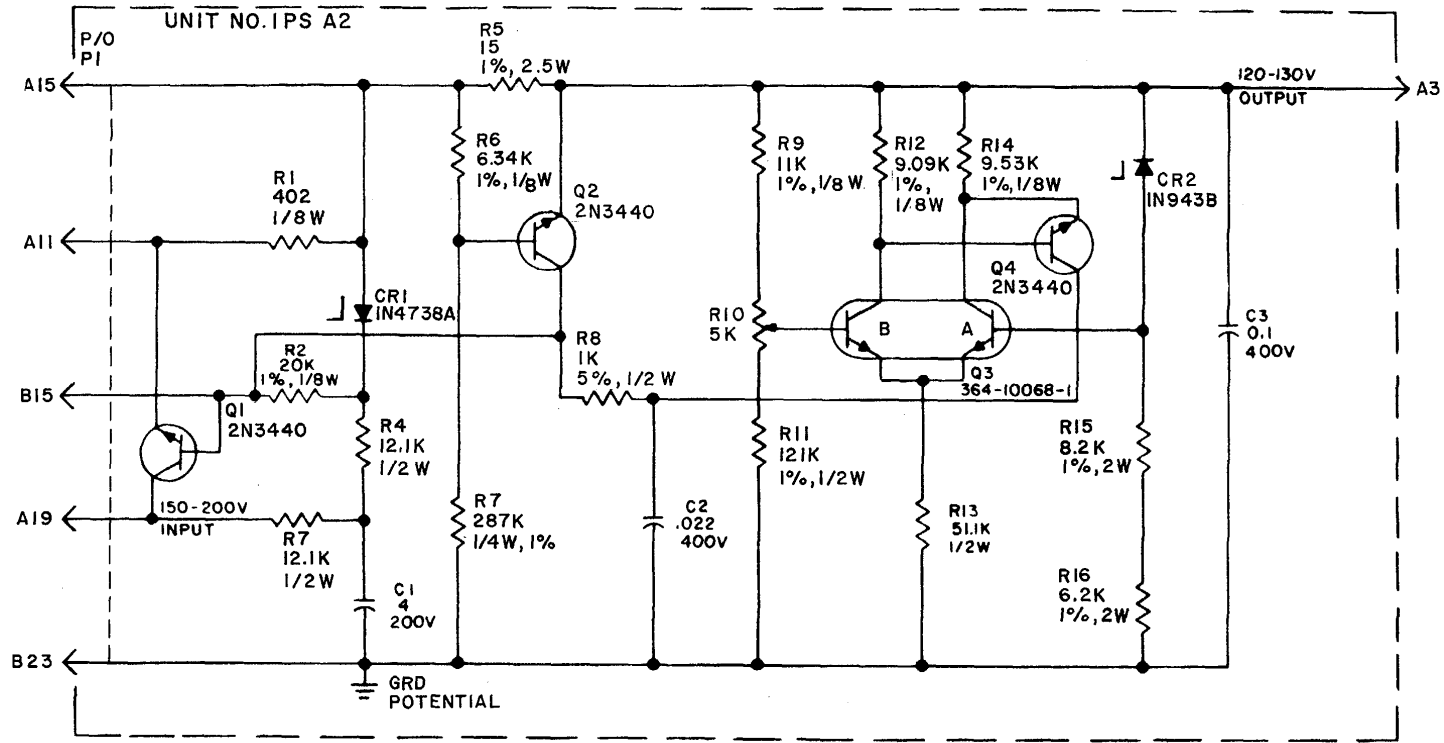 UNIT NO. IPS A2
P/O
P1
A15
A11
B15
A19
B23
A3
R5
15
1%, 2.5W
120-130V
OUTPUT
R1
402
1/8W
R6
6.34K
1%, 1/8W
Q2
2N3440
R9
11K
1%, 1/8W
R12
9.09K
1%,
1/8W
R14
9.53K
1%, 1/8W
CR2
1N943B
Q4
2N3440
CR1
1N4738A
R2
20K
1%, 1/8W
R8
1K
5%, 1/2W
R10
5K
B
A
Q3
364-10068-1
C3
0.1
400V
Q1
2N3440
R4
12.1K
1/2W
R11
121K
1%, 1/2W
R15
8.2K
1%, 2W
150-200V
INPUT
R7
12.1K
1/2W
R7
287K
1/4W, 1%
C2
.022
400V
R13
51.1K
1/2W
C1
4
200V
R16
6.2K
1%, 2W
GRD
POTENTIAL